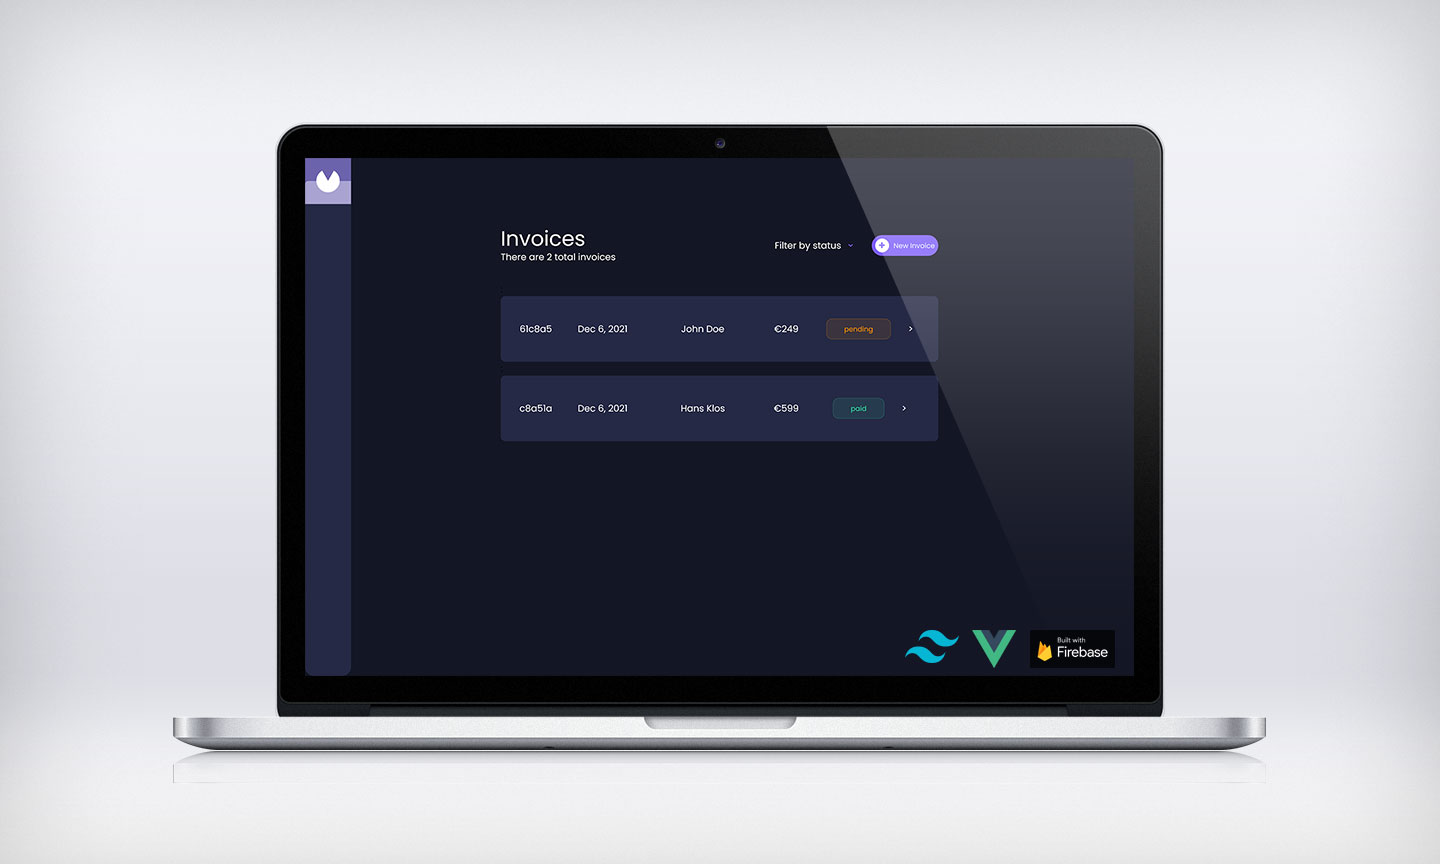 Invoices
There are 2 total invoices
Filter by status
New Invoice
61c8a5 Dec 6, 2021 John Doe €249 pending
c8a51a Dec 6, 2021 Hans Klos €599 paid
Built with
Firebase